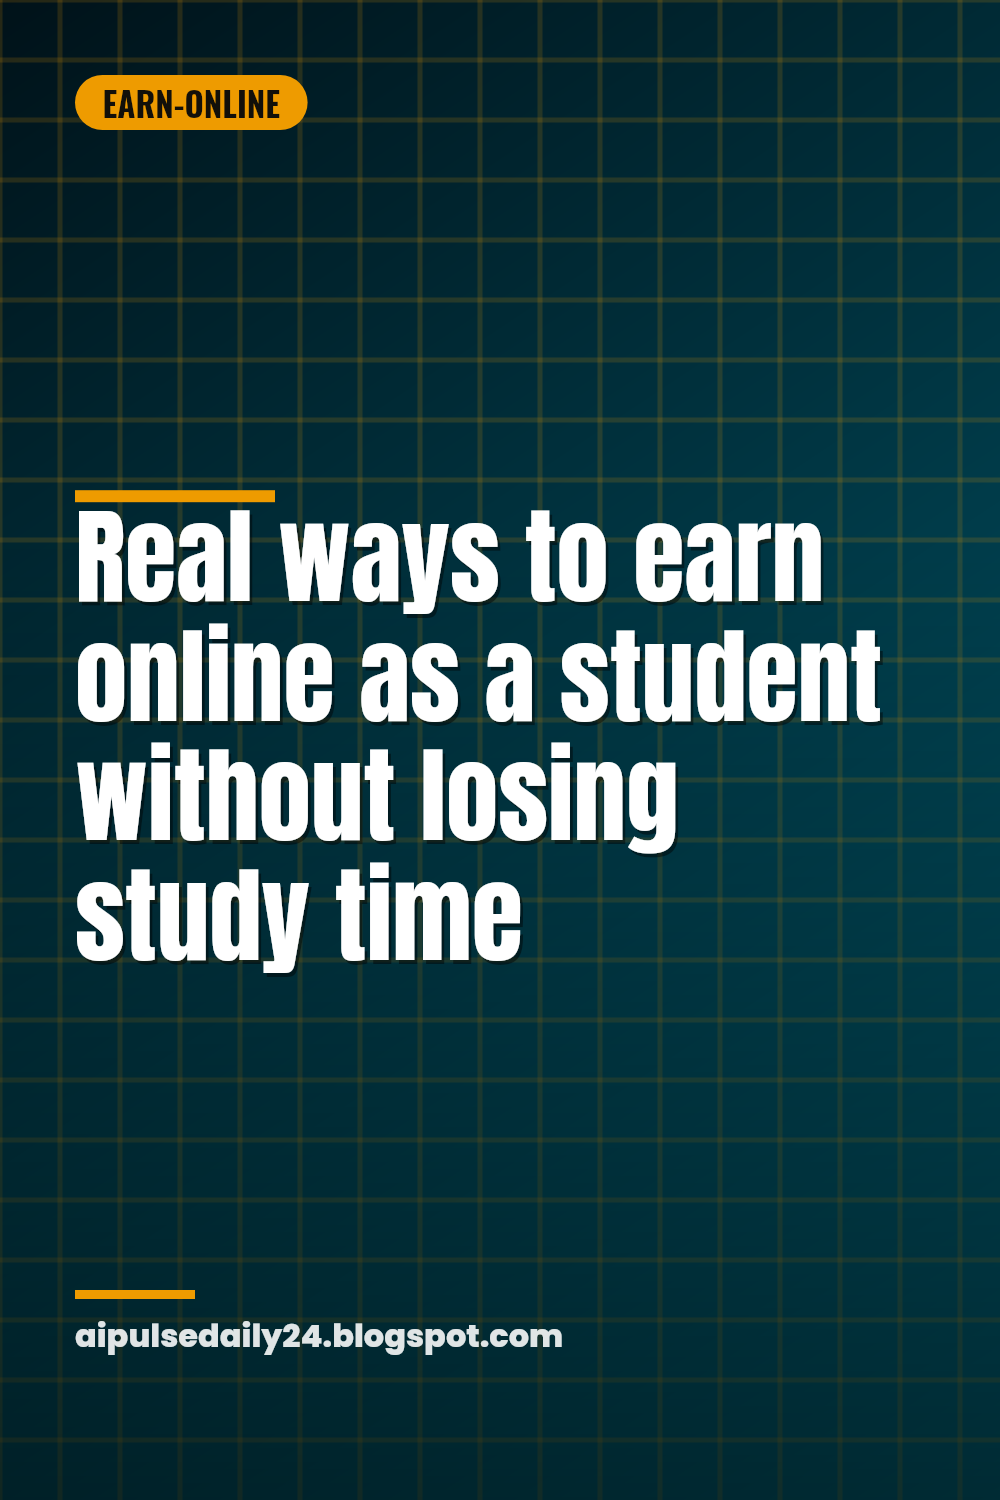 EARN-ONLINE
Real ways to earn
online as a student
without losing
study time
aipulsedaily24.blogspot.com